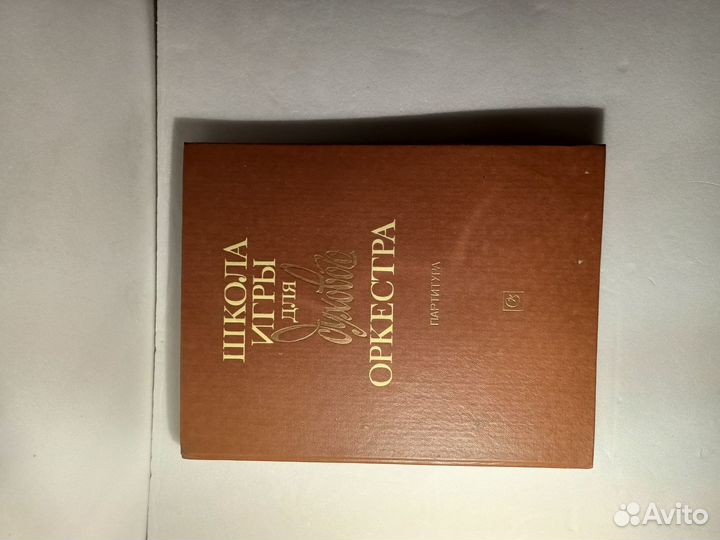 ШКОЛА
ИГРЫ
ДЛЯ
духового
ОРКЕСТРА
ПАРТИТУРА
Avito